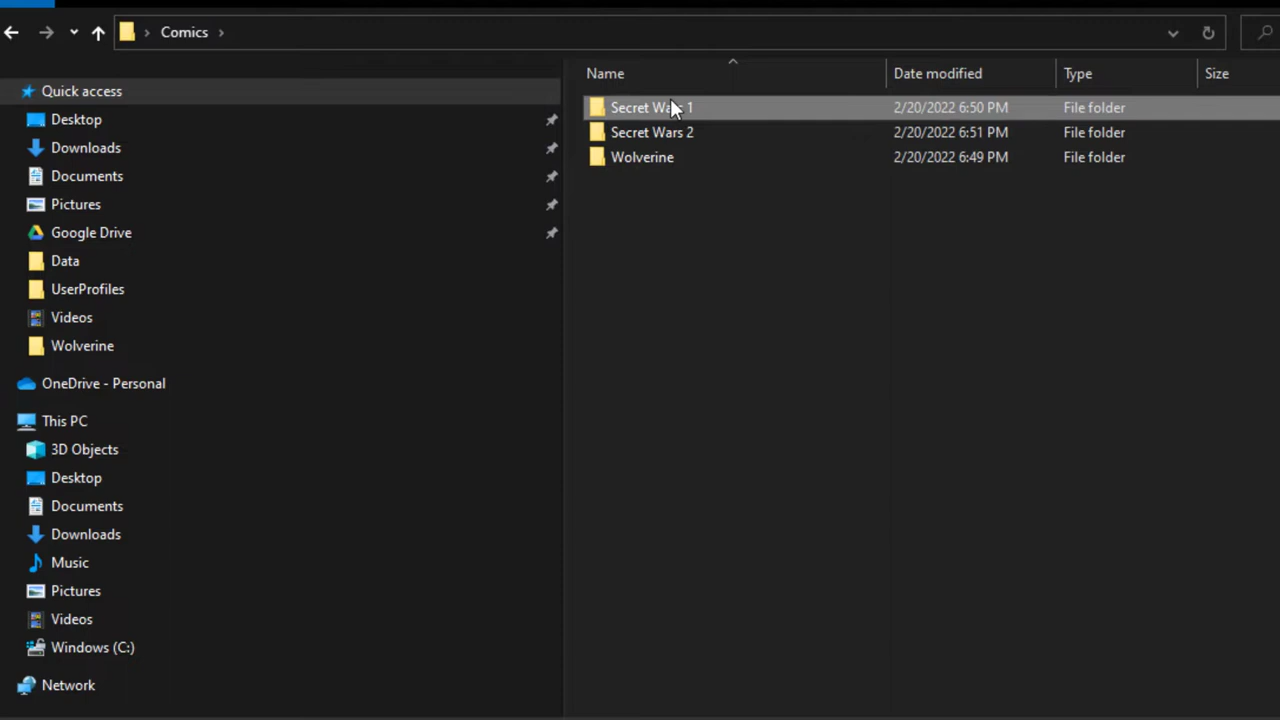 Comics
Name Date modified Type Size
Quick access
Desktop
Downloads
Documents
Pictures
Google Drive
Data
UserProfiles
Videos
Wolverine
OneDrive - Personal
This PC
3D Objects
Desktop
Documents
Downloads
Music
Pictures
Videos
Windows (C:)
Network
Secret Wars 1 2/20/2022 6:50 PM File folder
Secret Wars 2 2/20/2022 6:51 PM File folder
Wolverine 2/20/2022 6:49 PM File folder